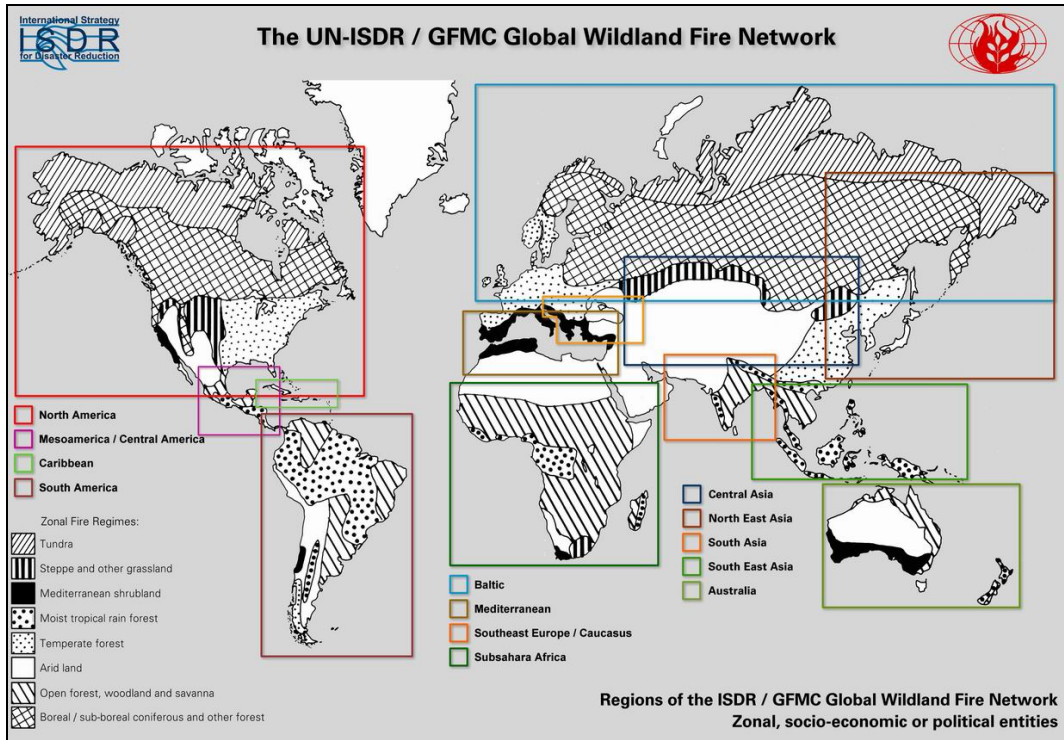 International Strategy
ISDR
for Disaster Reduction
The UN-ISDR / GFMC Global Wildland Fire Network
North America
Mesoamerica / Central America
Caribbean
South America
Zonal Fire Regimes:
Tundra
Steppe and other grassland
Mediterranean shrubland
Moist tropical rain forest
Temperate forest
Arid land
Open forest, woodland and savanna
Boreal / sub-boreal coniferous and other forest
Baltic
Mediterranean
Southeast Europe / Caucasus
Subsahara Africa
Central Asia
North East Asia
South Asia
South East Asia
Australia
Regions of the ISDR / GFMC Global Wildland Fire Network
Zonal, socio-economic or political entities